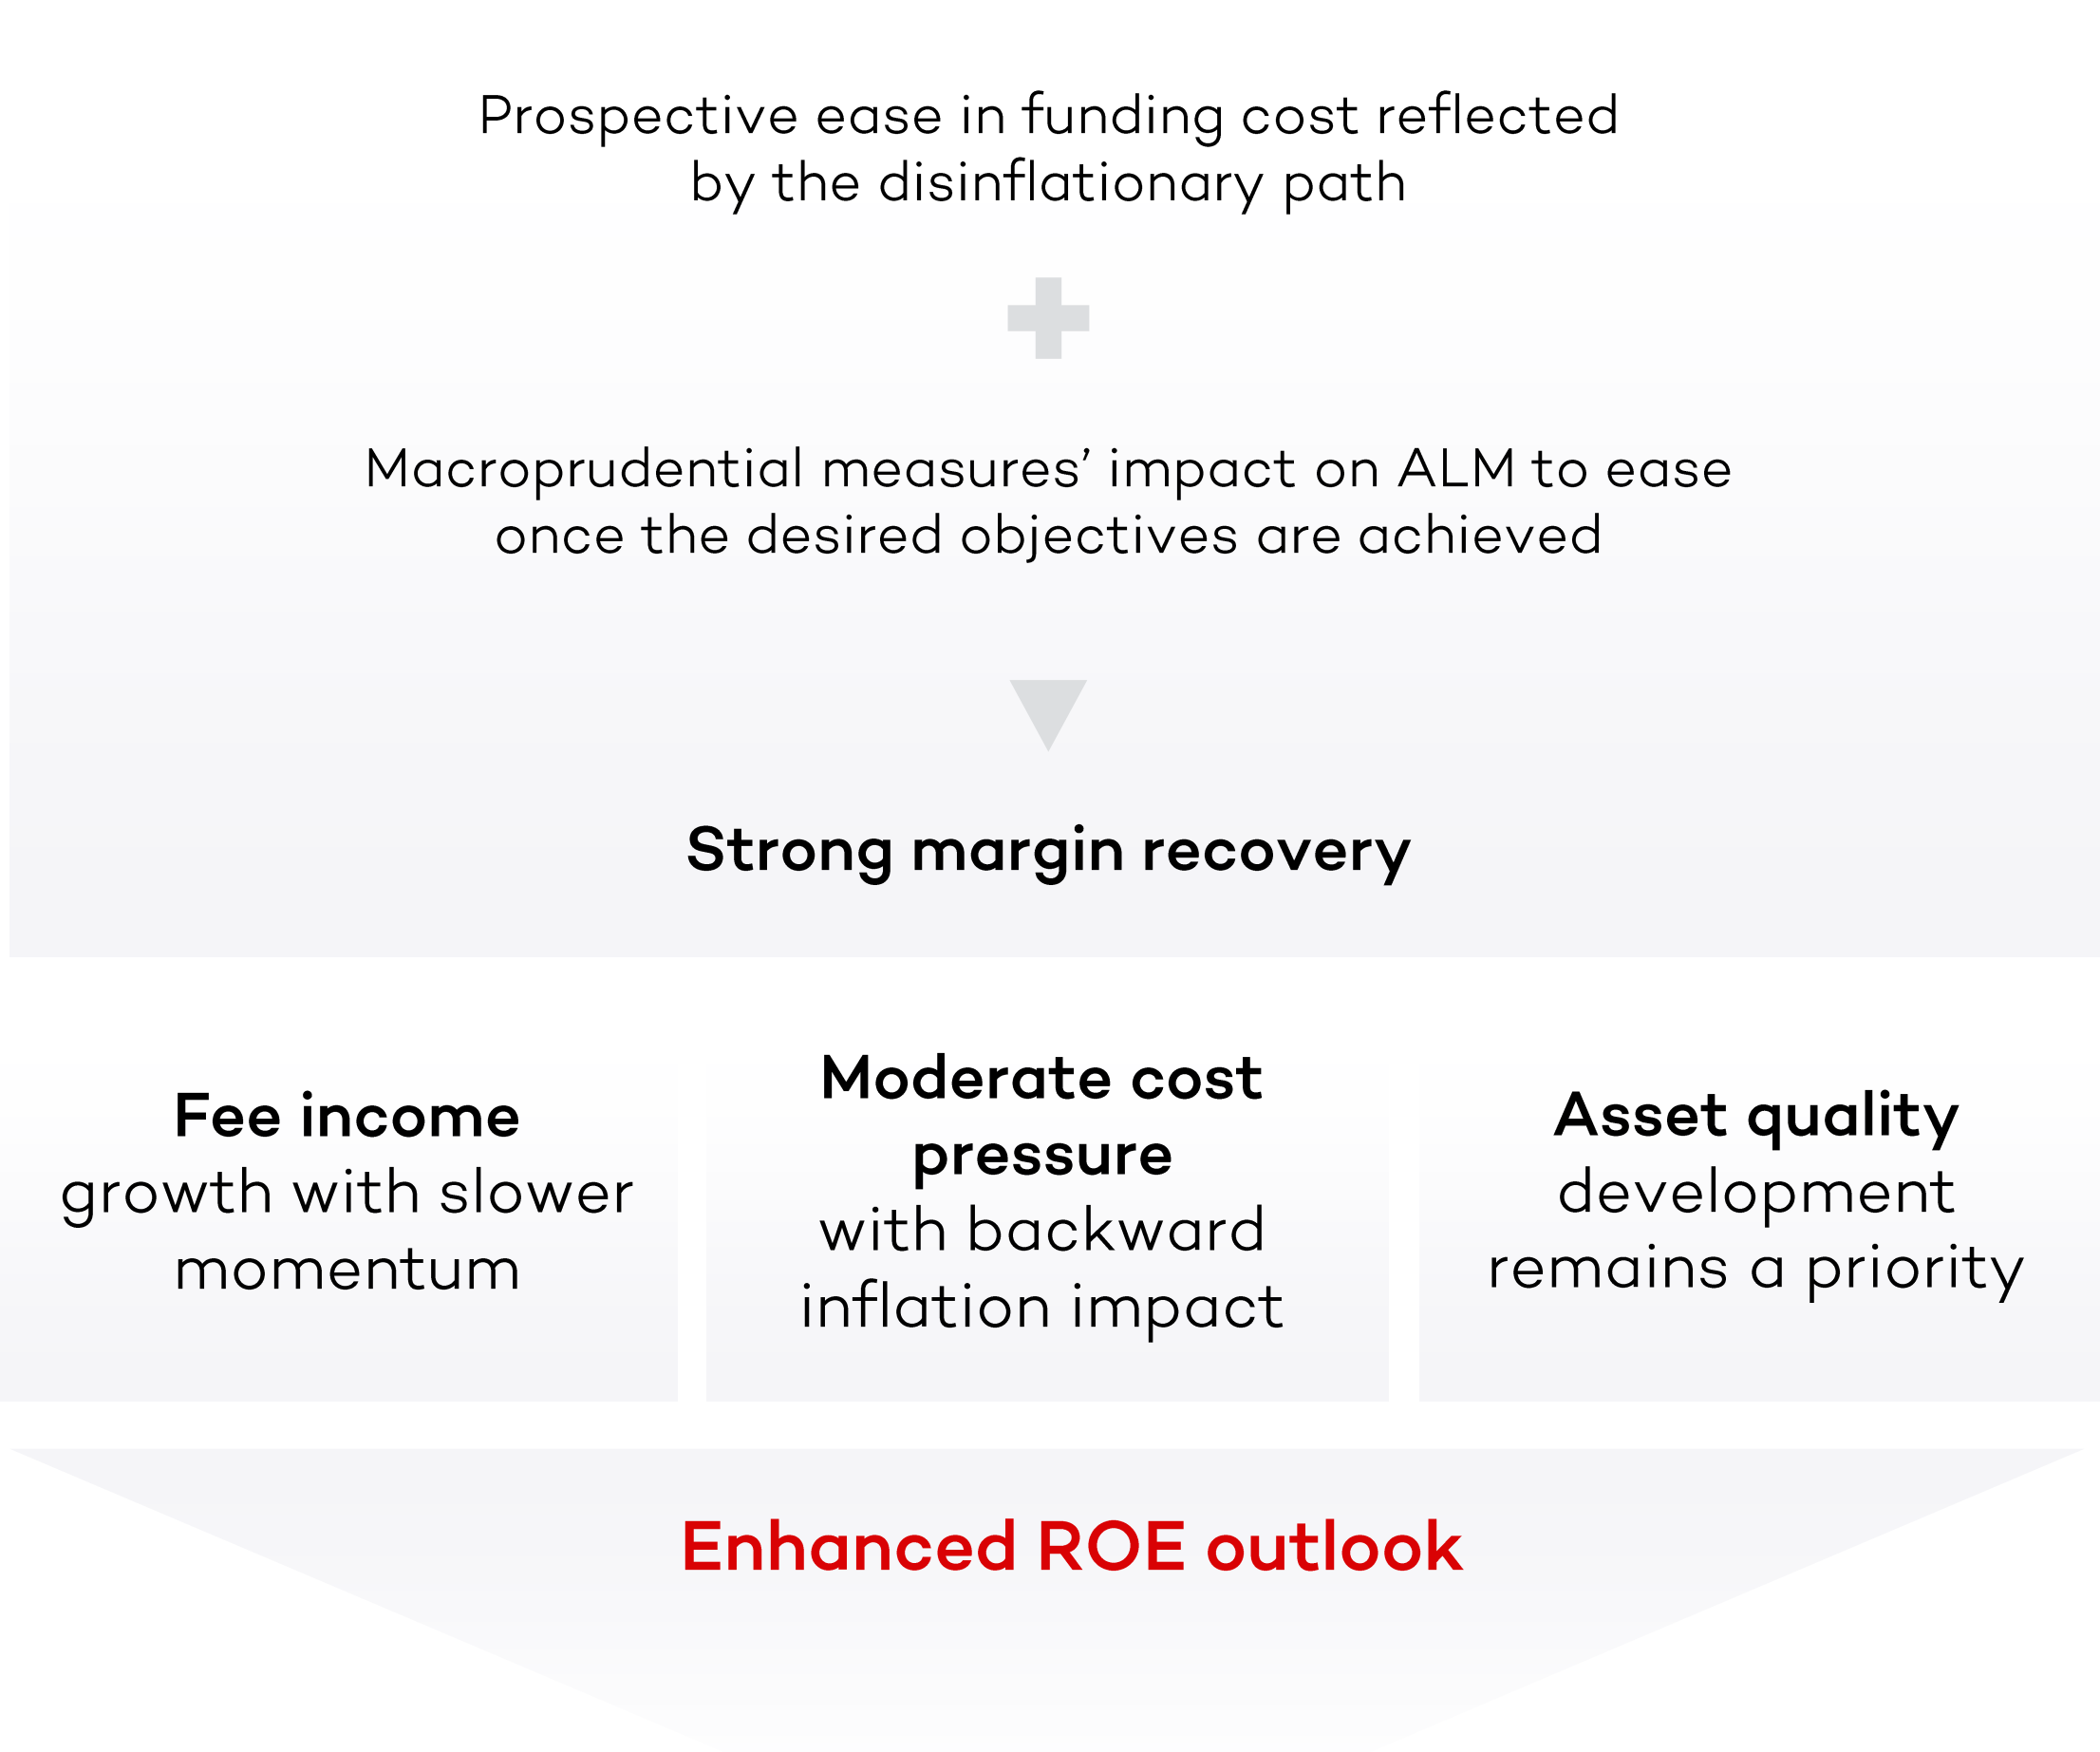 Prospective ease in funding cost reflected
by the disinflationary path
Macroprudential measures’ impact on ALM to ease
once the desired objectives are achieved
Strong margin recovery
Fee income
growth with slower
momentum
Moderate cost
pressure
with backward
inflation impact
Asset quality
development
remains a priority
Enhanced ROE outlook